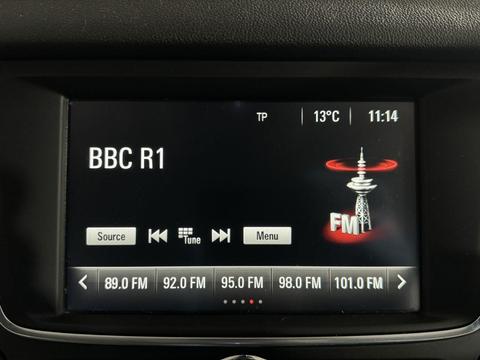 TP 13°C 11:14
BBC R1
FM
Source Tune Menu
89.0 FM 92.0 FM 95.0 FM 98.0 FM 101.0 FM